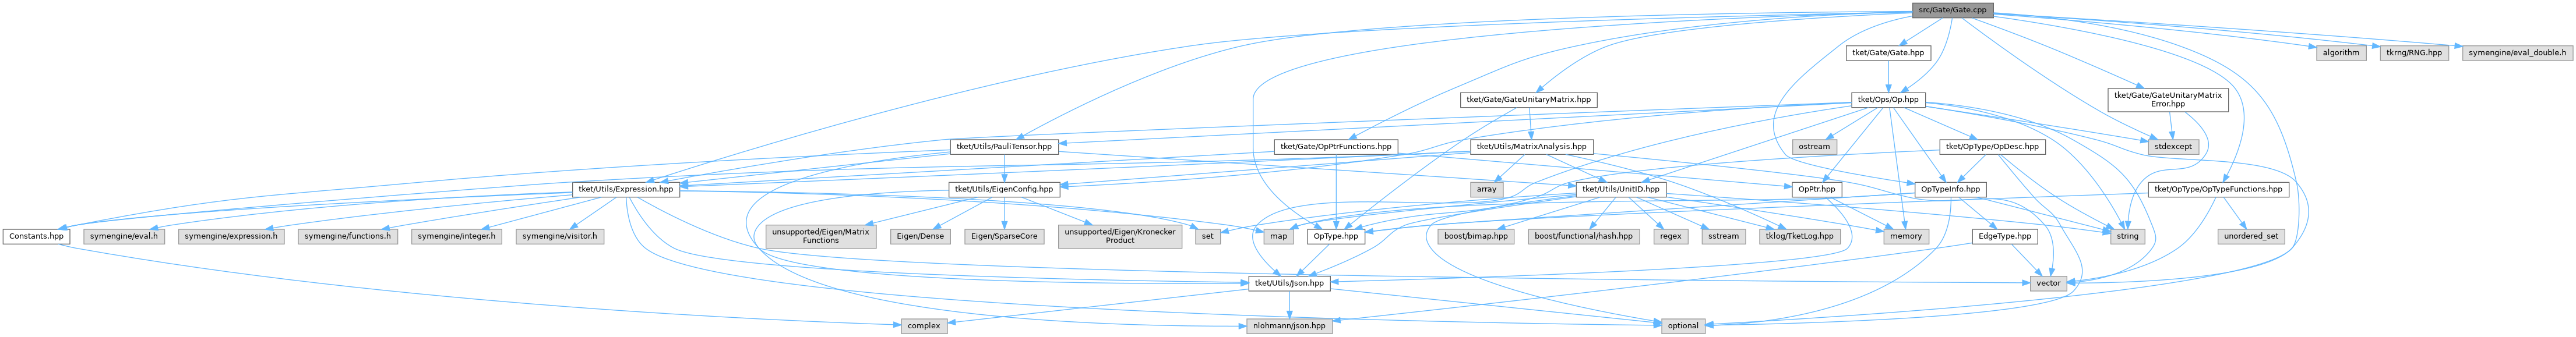 src/Gate/Gate.cpp
tket/Gate/Gate.hpp
algorithm
tkrng/RNG.hpp
symengine/eval_double.h
tket/Gate/GateUnitaryMatrix.hpp
tket/Ops/Op.hpp
tket/Gate/GateUnitaryMatrix
Error.hpp
tket/Utils/PauliTensor.hpp
tket/Gate/OpPtrFunctions.hpp
tket/Utils/MatrixAnalysis.hpp
ostream
tket/OpType/OpDesc.hpp
stdexcept
tket/Utils/Expression.hpp
tket/Utils/EigenConfig.hpp
array
tket/Utils/UnitID.hpp
OpPtr.hpp
OpTypeInfo.hpp
tket/OpType/OpTypeFunctions.hpp
Constants.hpp
symengine/eval.h
symengine/expression.h
symengine/functions.h
symengine/integer.h
symengine/visitor.h
unsupported/Eigen/Matrix
Functions
Eigen/Dense
Eigen/SparseCore
unsupported/Eigen/Kronecker
Product
set
map
OpType.hpp
boost/bimap.hpp
boost/functional/hash.hpp
regex
sstream
tklog/TketLog.hpp
memory
EdgeType.hpp
string
unordered_set
tket/Utils/Json.hpp
vector
complex
nlohmann/json.hpp
optional